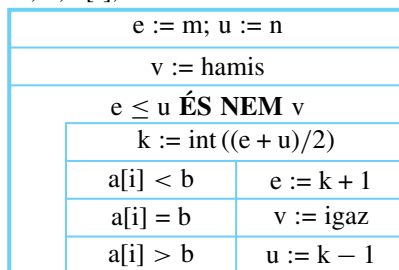 e := m; u := n
v := hamis
e ≤ u ÉS NEM v
k := int ((e + u)/2)
a[i] < b e := k + 1
a[i] = b v := igaz
a[i] > b u := k − 1